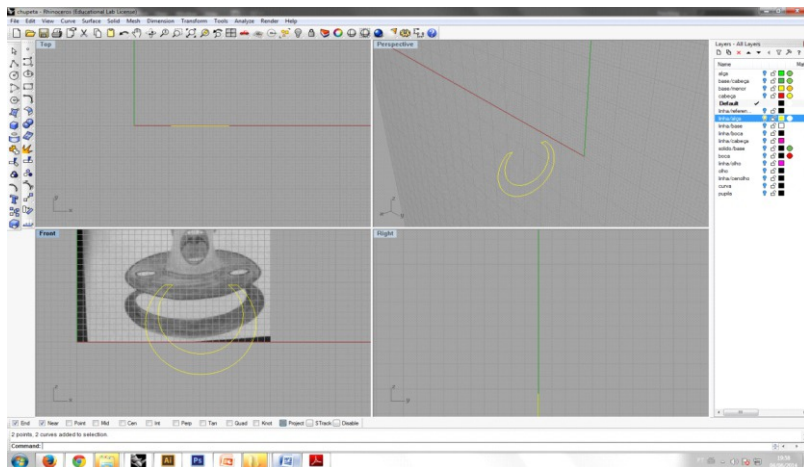 chupeta - Rhinoceros (Educational Lab License)
File Edit View Curve Surface Solid Mesh Dimension Transform Tools Analyze Render Help
Top
Perspective
Layers - All Layers
Name
alça
base/cabeça
base/menor
cabeça
Default
linha/referen...
linha/alça
linha/base
linha/boca
linha/cabeça
solido/base
boca
linha/olho
olho
curva
pupila
Front
Right
End Near Point Mid Cen Int Perp Tan Quad Knot Project STrack Disable
2 points, 2 curves added to selection.
Command:
Ai Ps